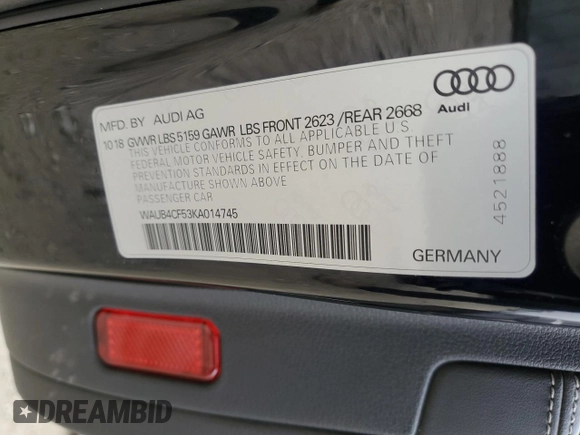 MFD. BY AUDI AG
10 18 GVWR LBS 5159 GAWR LBS FRONT 2623 / REAR 2668
THIS VEHICLE CONFORMS TO ALL APPLICABLE U S
FEDERAL MOTOR VEHICLE SAFETY, BUMPER AND THEFT
PREVENTION STANDARDS IN EFFECT ON THE DATE OF
MANUFACTURE SHOWN ABOVE
PASSENGER CAR
WAUB4CF53KA014745
Audi
4521888
GERMANY
DREAMBID